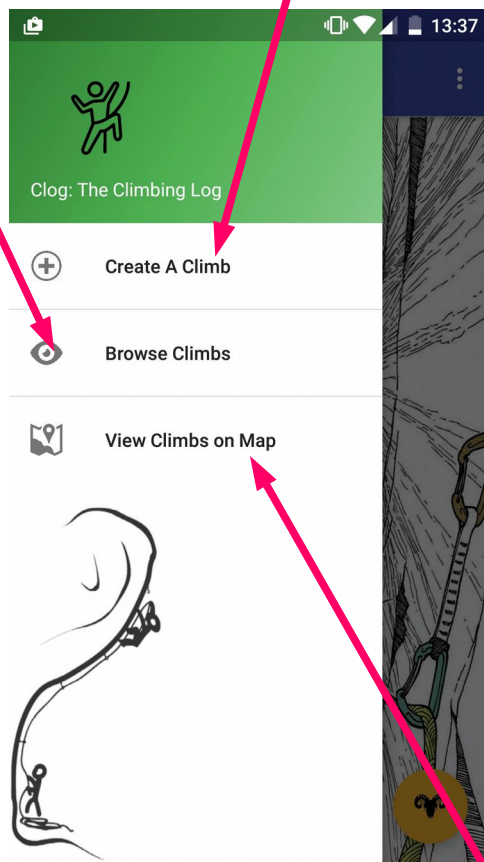 13:37
Clog: The Climbing Log
Create A Climb
Browse Climbs
View Climbs on Map